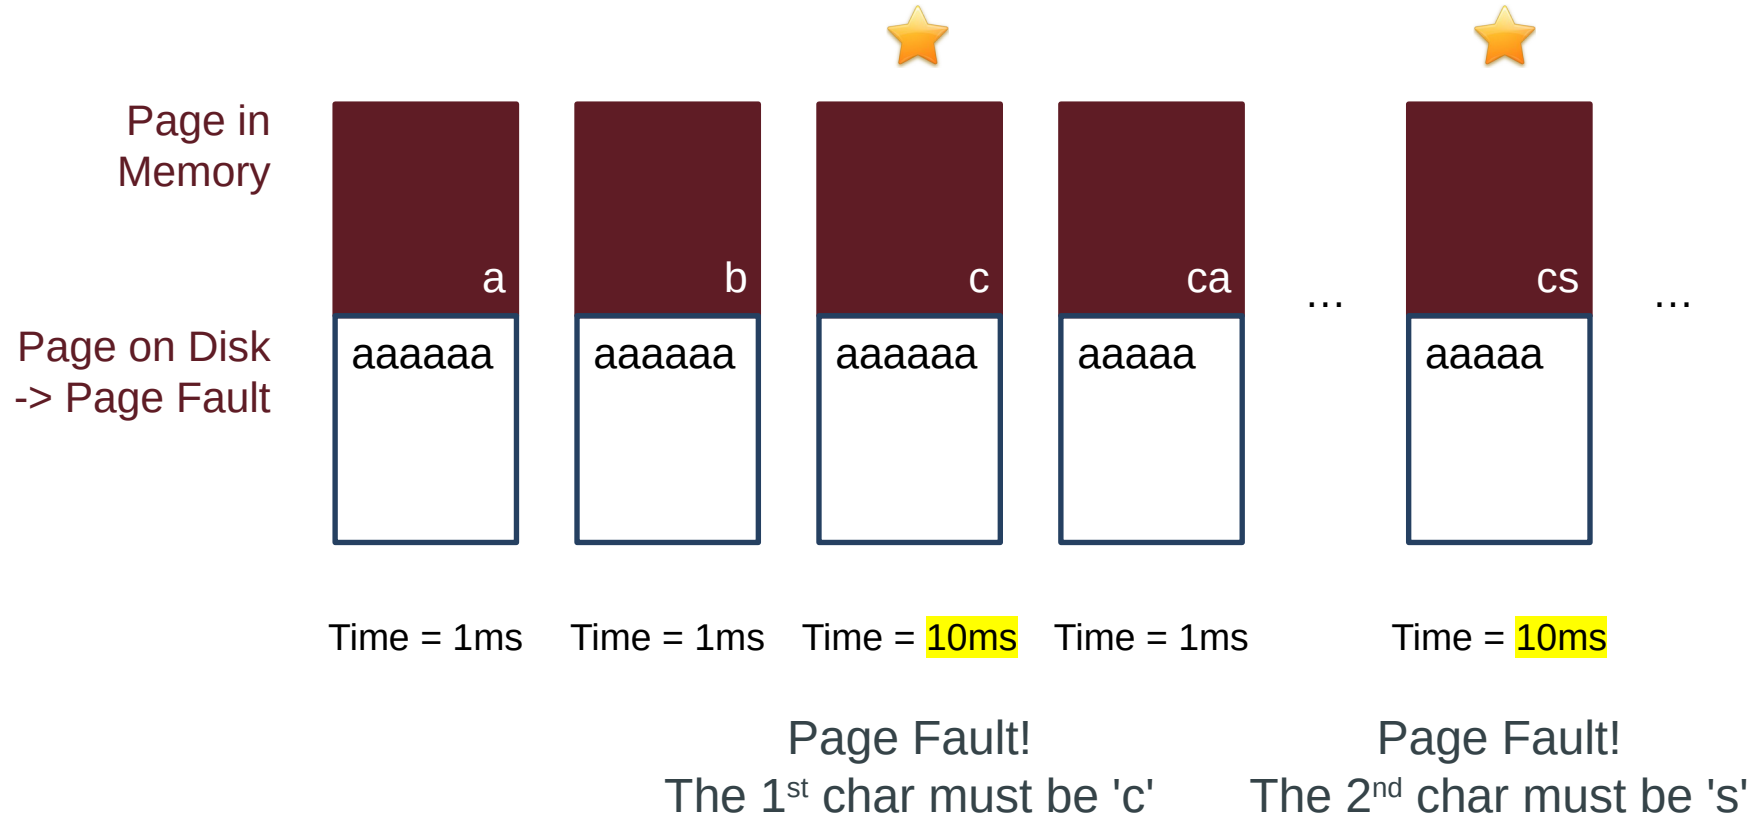 Page in
Memory
a
b
c
ca
...
cs
...
Page on Disk
-> Page Fault
aaaaaa
aaaaaa
aaaaaa
aaaaa
aaaaa
Time = 1ms
Time = 1ms
Time = 10ms
Time = 1ms
Time = 10ms
Page Fault!
The 1st char must be 'c'
Page Fault!
The 2nd char must be 's'